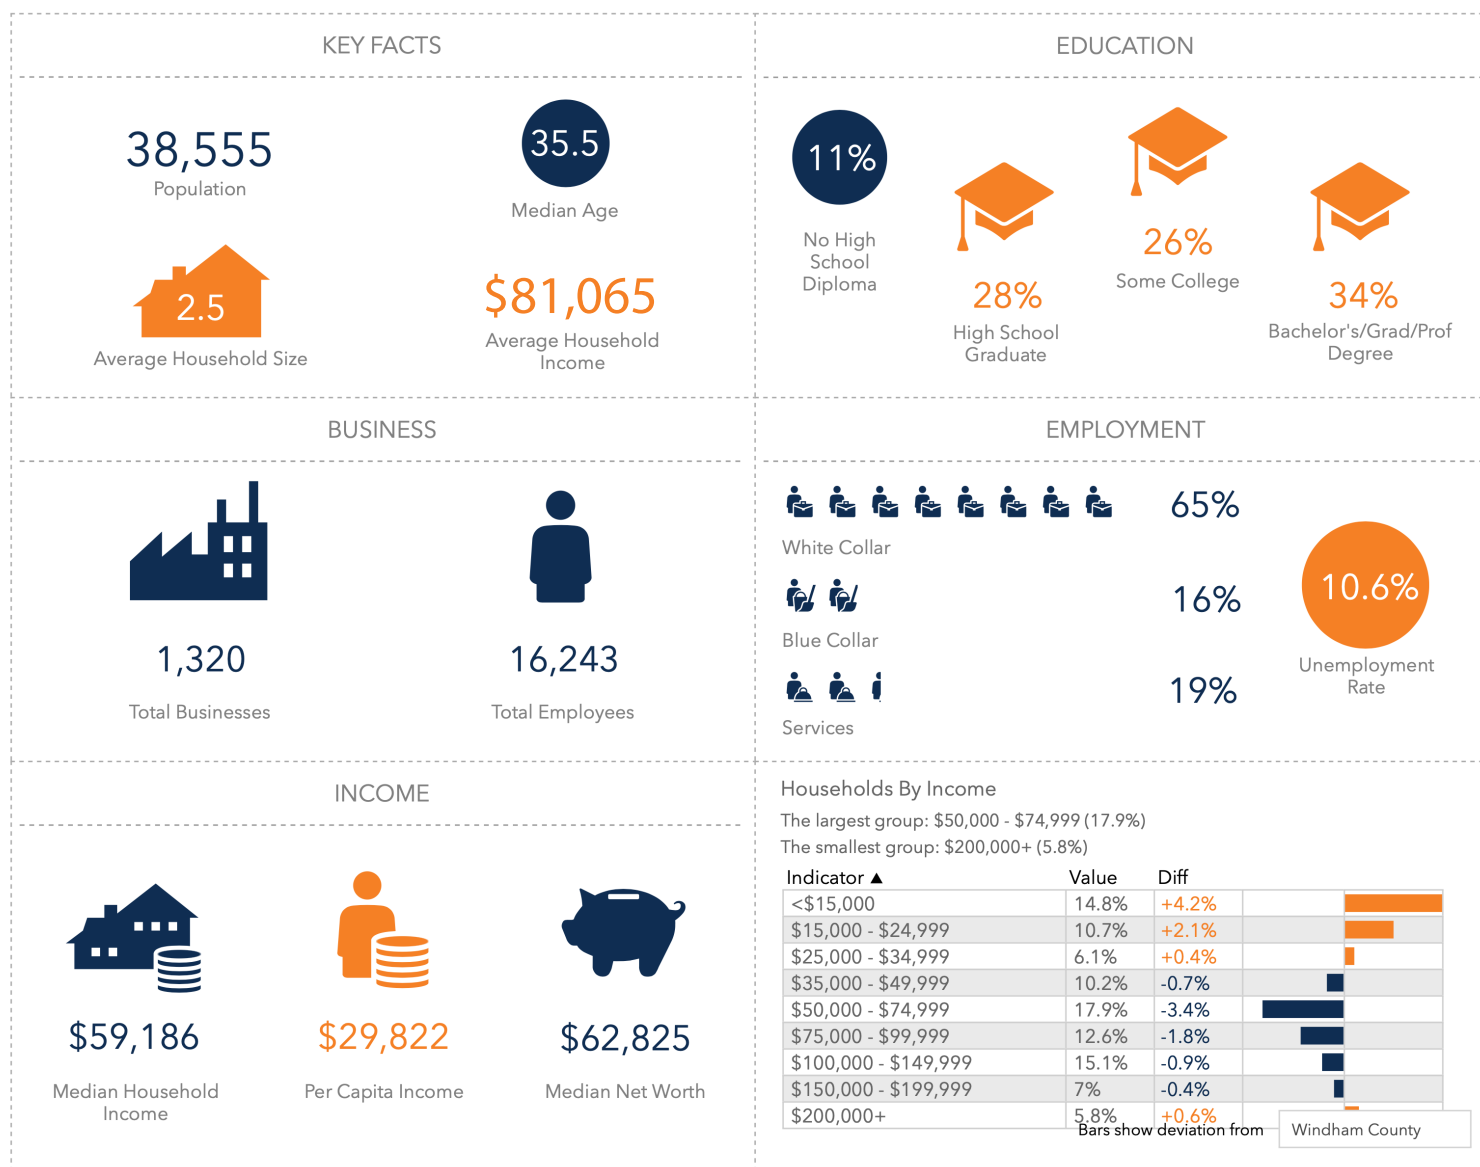 KEY FACTS
38,555
Population
35.5
Median Age
2.5
Average Household Size
$81,065
Average Household
Income
EDUCATION
11%
No High
School
Diploma
28%
High School
Graduate
26%
Some College
34%
Bachelor's/Grad/Prof
Degree
BUSINESS
1,320
Total Businesses
16,243
Total Employees
EMPLOYMENT
65%
White Collar
16%
Blue Collar
19%
Services
10.6%
Unemployment
Rate
INCOME
$59,186
Median Household
Income
$29,822
Per Capita Income
$62,825
Median Net Worth
Households By Income
The largest group: $50,000 - $74,999 (17.9%)
The smallest group: $200,000+ (5.8%)
Indicator ▲ Value Diff
<$15,000 14.8% +4.2%
$15,000 - $24,999 10.7% +2.1%
$25,000 - $34,999 6.1% +0.4%
$35,000 - $49,999 10.2% -0.7%
$50,000 - $74,999 17.9% -3.4%
$75,000 - $99,999 12.6% -1.8%
$100,000 - $149,999 15.1% -0.9%
$150,000 - $199,999 7% -0.4%
$200,000+ 5.8% +0.6%
Bars show deviation from Windham County